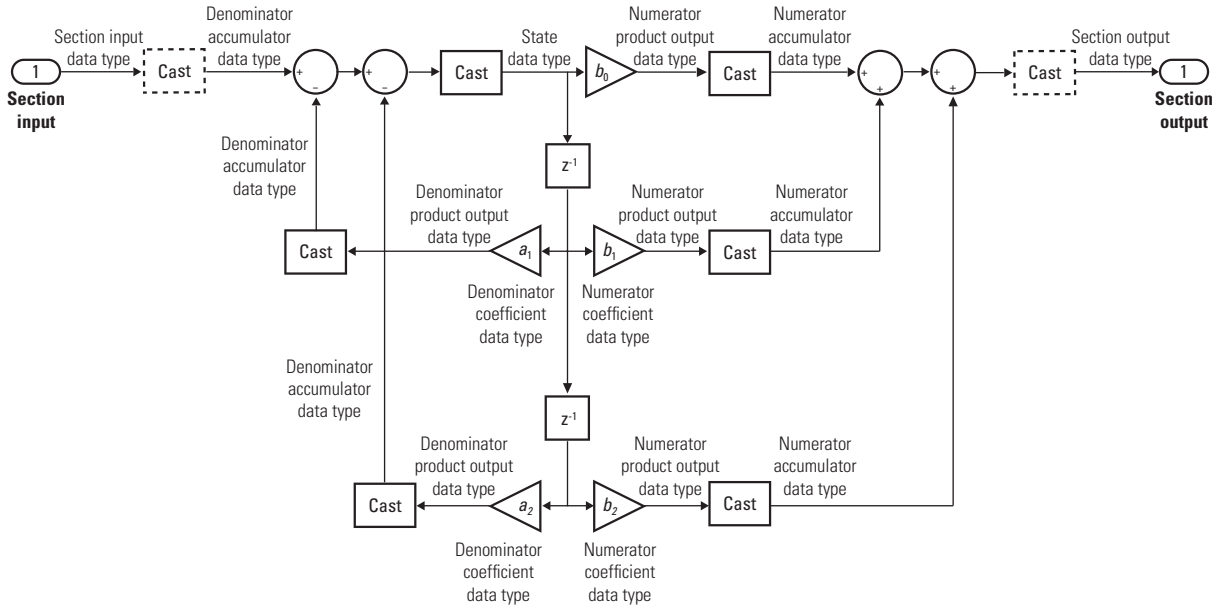 Section input
data type
Denominator
accumulator
data type
State
data type
Numerator
product output
data type
Numerator
accumulator
data type
Section output
data type
1
Section
input
Cast
+
−
+
−
Cast
b0
Cast
+
+
+
+
Cast
1
Section
output
Denominator
accumulator
data type
z-1
Denominator
product output
data type
Numerator
product output
data type
Numerator
accumulator
data type
Cast
a1
b1
Cast
Denominator
coefficient
data type
Numerator
coefficient
data type
Denominator
accumulator
data type
z-1
Denominator
product output
data type
Numerator
product output
data type
Numerator
accumulator
data type
Cast
a2
b2
Cast
Denominator
coefficient
data type
Numerator
coefficient
data type